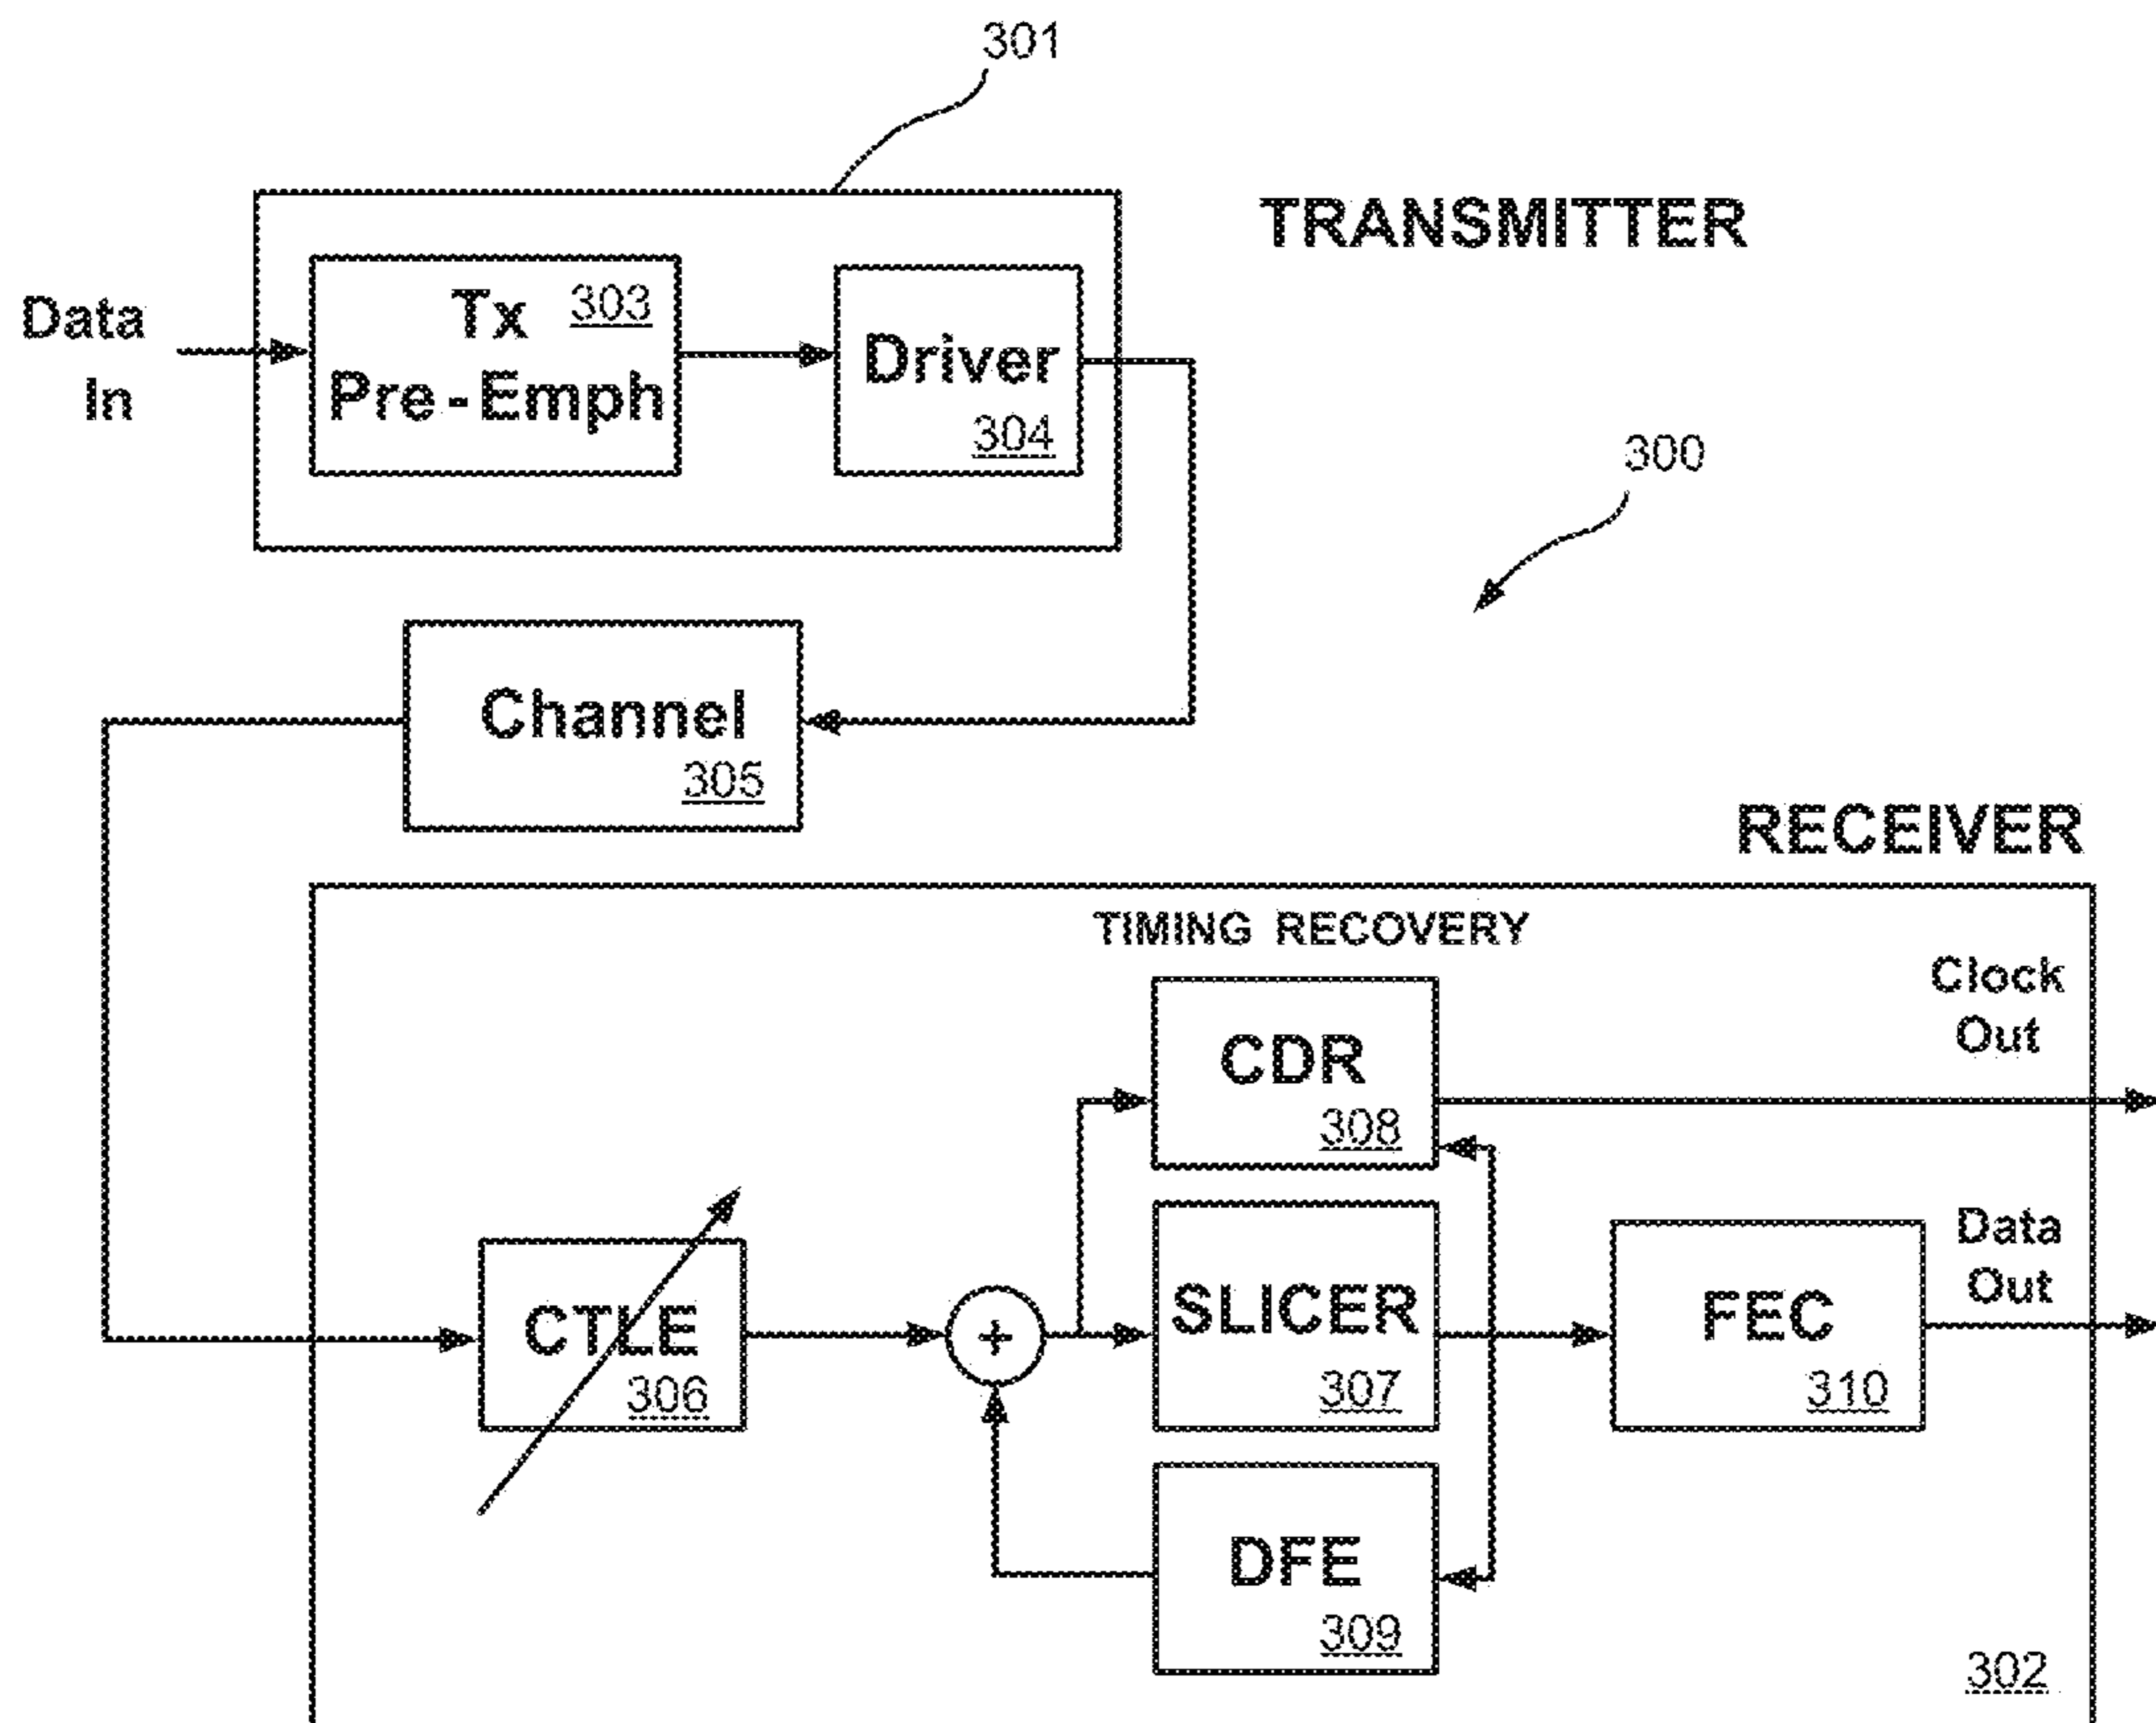 301
TRANSMITTER
Data
In
Tx 303
Pre-Emph
Driver
304
300
Channel
305
RECEIVER
TIMING RECOVERY
Clock
Out
CDR
308
Data
Out
CTLE
306
+
SLICER
307
FEC
310
DFE
309
302